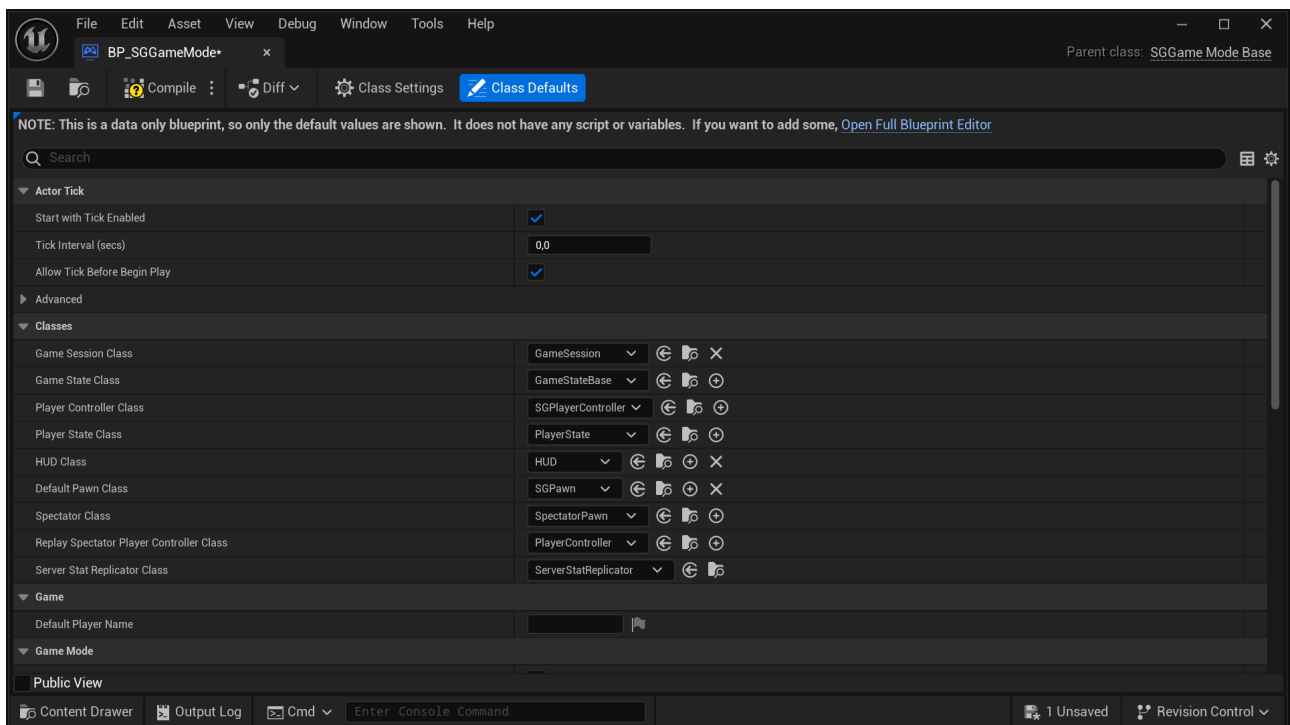 File Edit Asset View Debug Window Tools Help
BP_SGGameMode*
Parent class: SGGame Mode Base
Compile Diff Class Settings Class Defaults
NOTE: This is a data only blueprint, so only the default values are shown. It does not have any script or variables. If you want to add some, Open Full Blueprint Editor
Search
Actor Tick
Start with Tick Enabled
Tick Interval (secs) 0,0
Allow Tick Before Begin Play
Advanced
Classes
Game Session Class GameSession
Game State Class GameStateBase
Player Controller Class SGPlayerController
Player State Class PlayerState
HUD Class HUD
Default Pawn Class SGPawn
Spectator Class SpectatorPawn
Replay Spectator Player Controller Class PlayerController
Server Stat Replicator Class ServerStatReplicator
Game
Default Player Name
Game Mode
Public View
Content Drawer Output Log Cmd Enter Console Command 1 Unsaved Revision Control